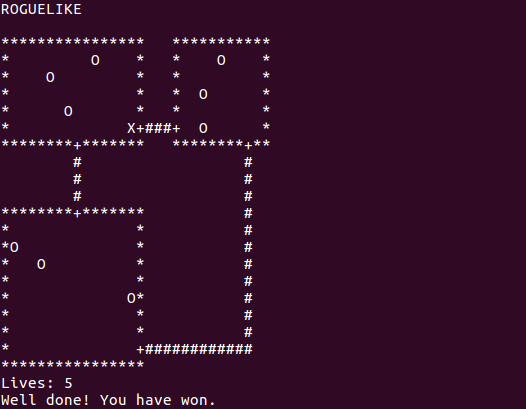 ROGUELIKE
****************   ***********
*         O    *   *    O    *
*    O         *   *         *
*              *   *  O      *
*      O       *   *         *
*             X+###+  O      *
********+*******   ********+**
        #                  #
        #                  #
        #                  #
********+*******           #
*              *           #
*O             *           #
*   O          *           #
*              *           #
*             O*           #
*              *           #
*              *           #
*              +############
****************
Lives: 5
Well done! You have won.